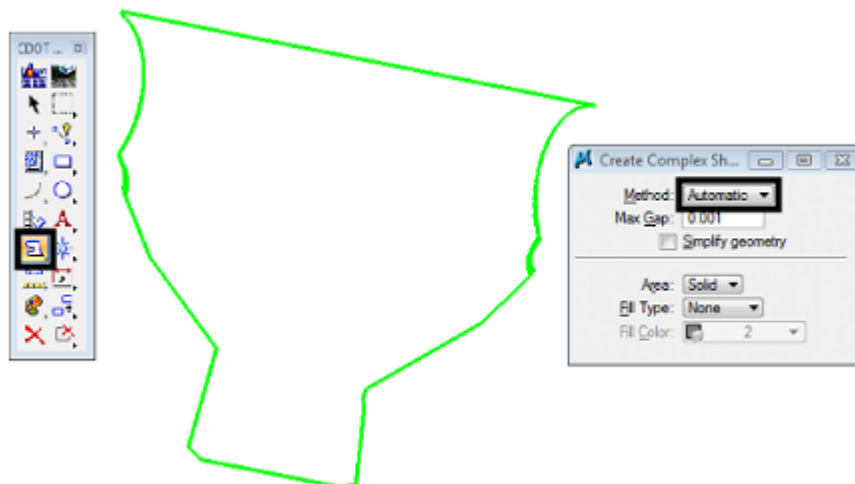 CDOT ...
Create Complex Sh...
Method: Automatic
Max Gap: 0.001
Simplify geometry
Area: Solid
Fill Type: None
Fill Color: 2